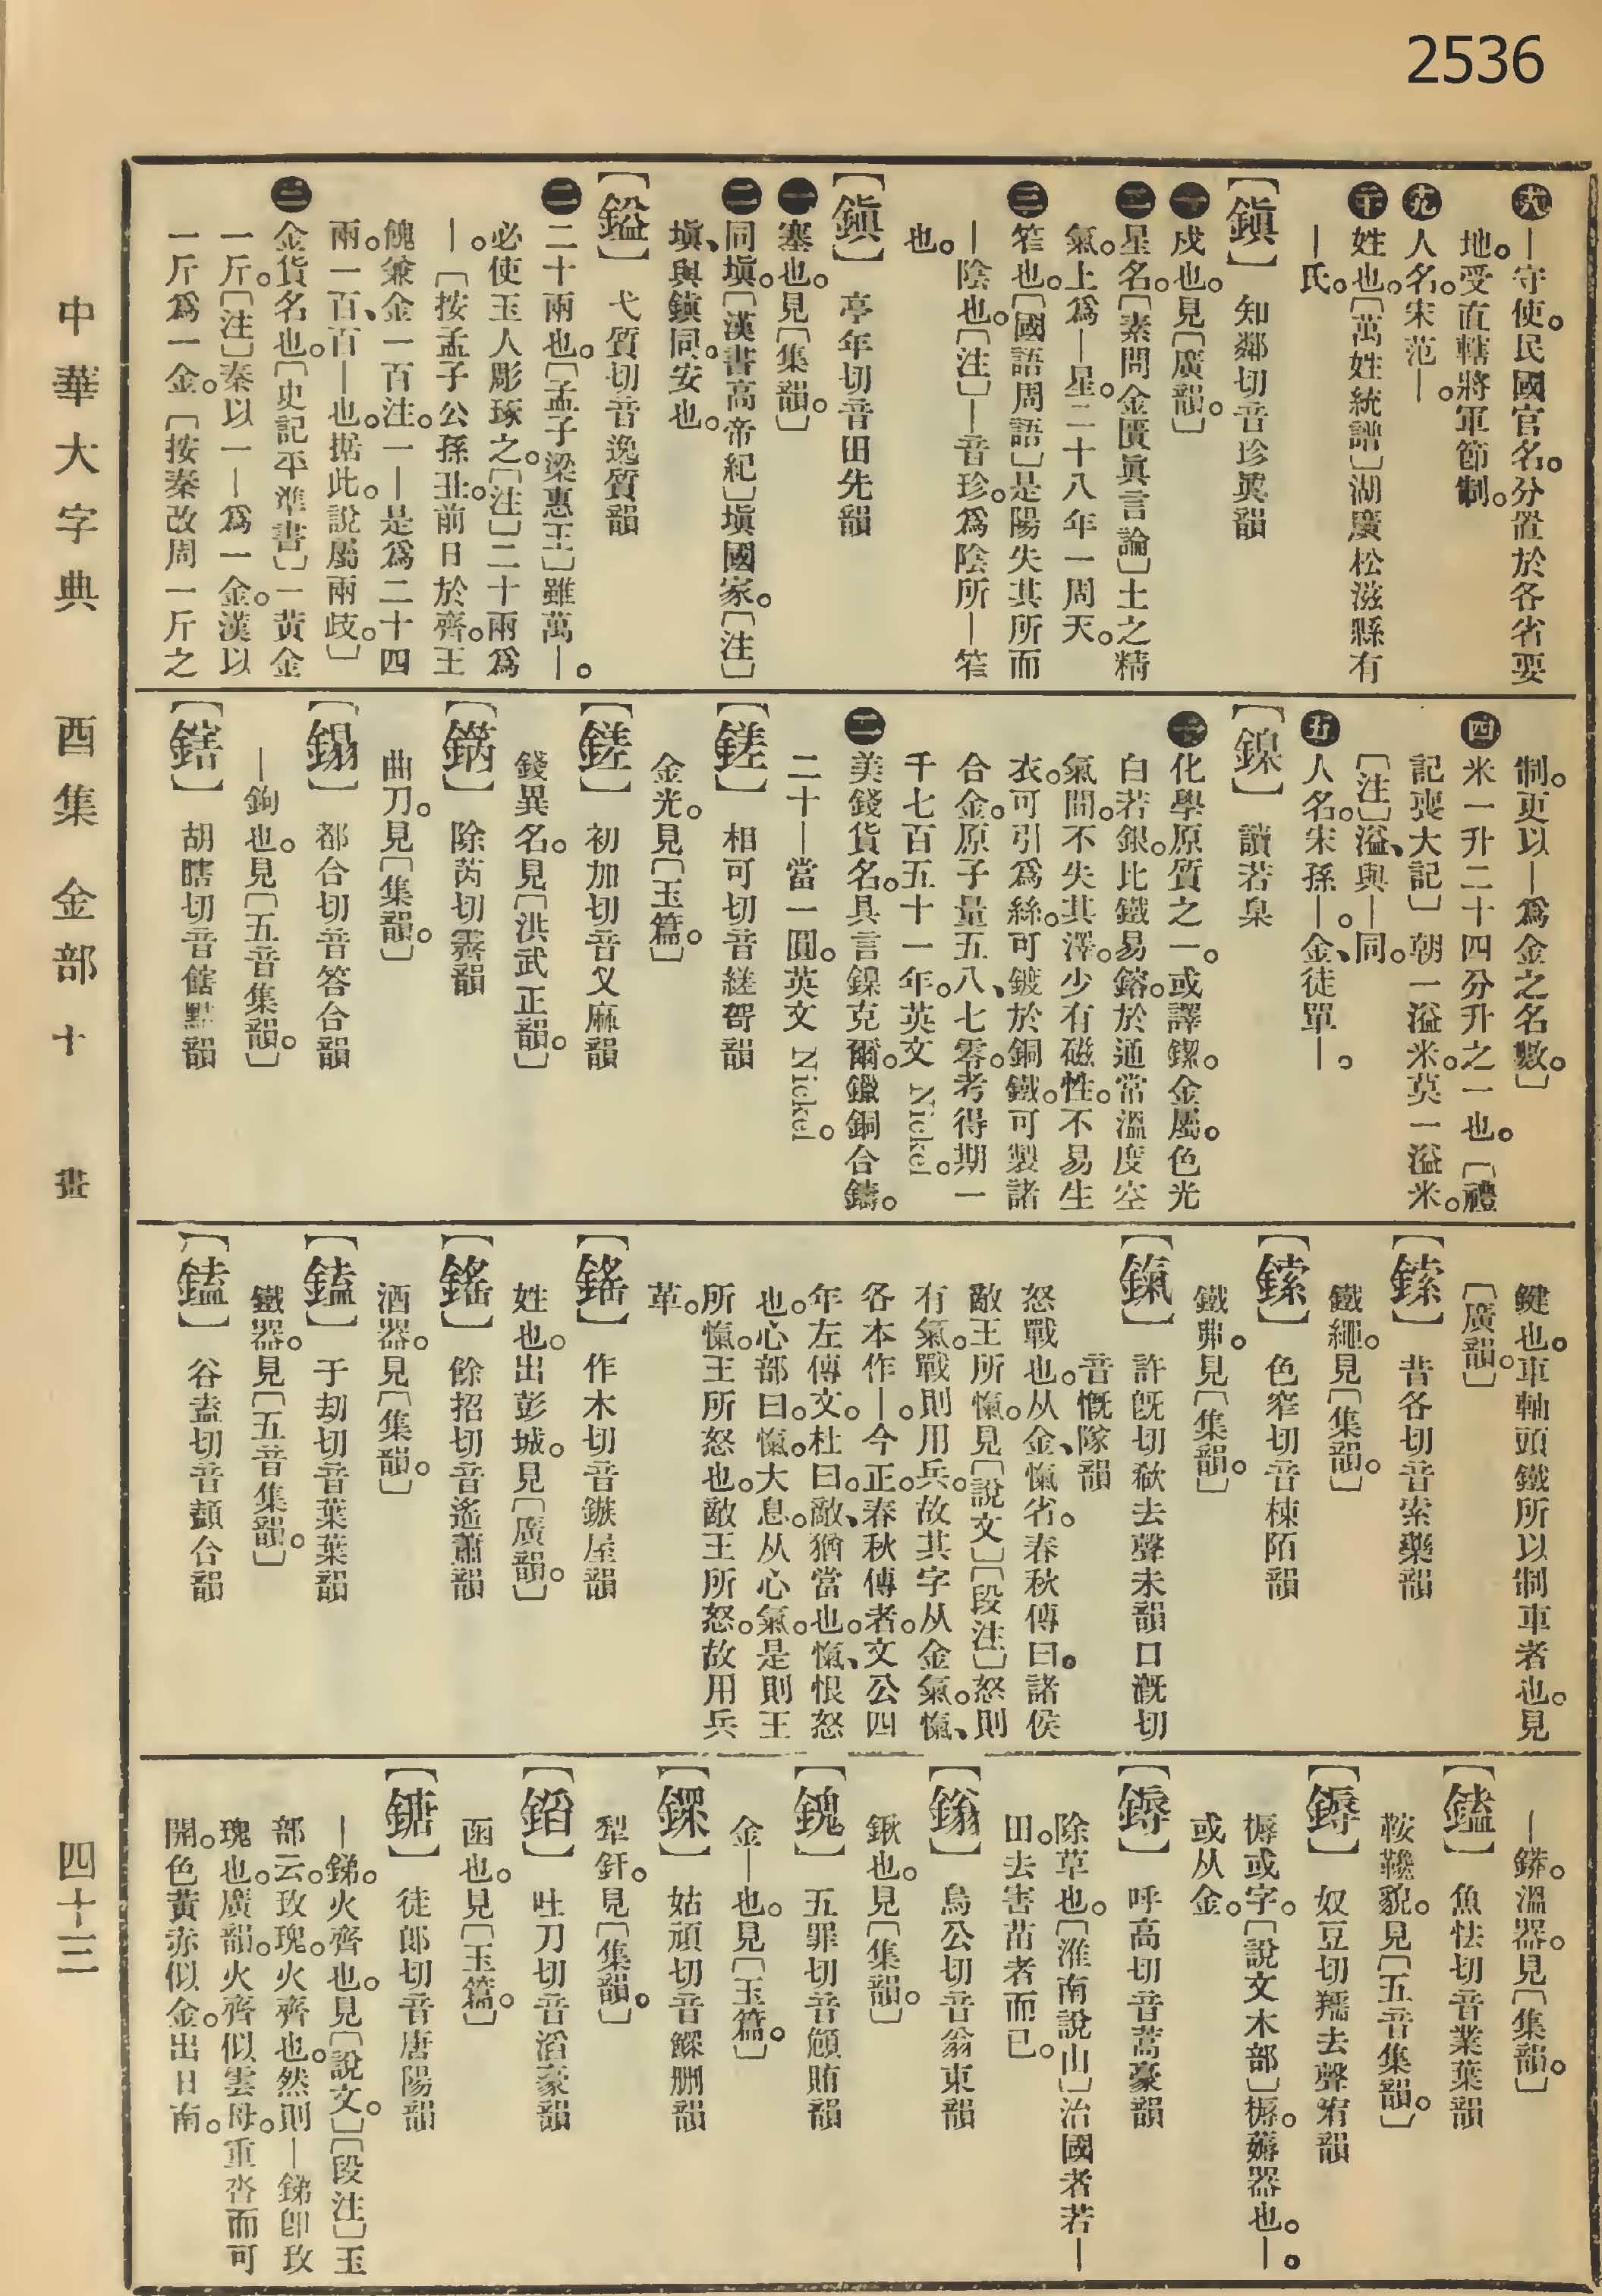 2536
中華大字典 酉集 金部 十畫 四十三
八 ｜守使。民國官名。分置於各省要
地。受直轄將軍節制。
九 人名。宋范｜。
十 姓也。〔萬姓統譜〕湖廣松滋縣有
｜氏。
〔鎭〕 知鄰切音珍眞韻
一 戍也。見〔廣韻。〕
二 星名。〔素問金匱眞言論〕土之精
氣。上爲｜星。二十八年一周天。
三 笮也。〔國語周語〕是陽失其所而
｜陰也。〔注〕｜音珍。爲陰所｜笮
也。
〔鎭〕 亭年切音田先韻
一 塞也。見〔集韻。〕
二 同塡。〔漢書高帝紀〕塡國家。〔注〕
塡、與鎭同。安也。
〔鎰〕 弋質切音逸質韻
二 二十兩也。〔孟子梁惠王〕雖萬｜。
必使玉人彫琢之。〔注〕二十兩爲
｜。〔按孟子公孫丑。前日於齊。王
餽兼金一百注。一｜是爲二十四
兩。一百、百｜也。据此。說屬兩歧。〕
三 金貨名也。〔史記平準書〕一黃金
一斤。〔注〕秦以一｜爲一金。漢以
一斤爲一金。〔按秦改周一斤之
制。更以｜爲金之名數。〕
四 米一升二十四分升之一也。〔禮
記喪大記〕朝一溢米。莫一溢米。
〔注〕溢、與｜同。
五 人名。宋孫｜。金、徒單｜。
〔鎳〕 讀若臬
一 化學原質之一。或譯鏍。金屬。色光
白若銀。比鐵易鎔。於通常溫度空
氣間。不失其澤。少有磁性。不易生
衣。可引爲絲。可鍍於銅鐵。可製諸
合金。原子量五八、七零。考得期一
千七百五十一年。英文 Nickel。
二 美錢貨名。具言鎳克爾。鑞銅合鑄。
二十｜當一圓。英文 Nickel。
〔鎈〕 相可切音縒哿韻
金光。見〔玉篇。〕
〔鎈〕 初加切音叉麻韻
錢異名。見〔洪武正韻。〕
〔鎃〕 除芮切霽韻
曲刀。見〔集韻。〕
〔鎉〕 都合切音答合韻
｜鉤也。見〔五音集韻。〕
〔鎋〕 胡瞎切音舝黠韻
鍵也。車軸頭鐵所以制車者也。見
〔廣韻。〕
〔鎍〕 昔各切音索藥韻
鐵繩。見〔集韻。〕
〔鎍〕 色窄切音梀陌韻
鐵弗。見〔集韻。〕
〔鎎〕 許旣切欷去聲未韻口漑切
音慨隊韻
怒戰也。从金、愾省。春秋傳曰。諸侯
敵王所愾。見〔說文〕〔段注〕怒則
有氣。戰則用兵。故其字从金氣。愾、
各本作｜。今正。春秋傳者。文公四
年左傳文。杜曰。敵、猶當也。愾、恨怒
也。心部曰。愾。大息。从心氣。是則王
所愾。王所怒也。敵王所怒。故用兵
革。
〔鎐〕 作木切音鏃屋韻
姓也。出彭城。見〔廣韻。〕
〔鎐〕 餘招切音遙蕭韻
酒器。見〔集韻。〕
〔鎑〕 于劫切音葉葉韻
鐵器。見〔五音集韻。〕
〔鎑〕 谷盍切音䫦合韻
｜鏻。溫器。見〔集韻。〕
〔鎑〕 魚怯切音業葉韻
鞍鞔貌。見〔五音集韻。〕
〔鎒〕 奴豆切獳去聲宥韻
槈或字。〔說文木部〕槈。薅器也。｜。
或从金。
〔鎒〕 呼高切音蒿豪韻
除草也。〔淮南說山〕治國者若｜
田。去害苗者而已。
〔鎓〕 烏公切音翁東韻
鍬也。見〔集韻。〕
〔鎚〕 五罪切音頠賄韻
金｜也。見〔玉篇。〕
〔鎥〕 姑頑切音鰥刪韻
犁釬。見〔集韻。〕
〔鎐〕 吐刀切音滔豪韻
函也。見〔玉篇。〕
〔鎕〕 徒郎切音唐陽韻
｜銻。火齊也。見〔說文。〕〔段注〕玉
部云。玫瑰。火齊也。然則｜銻卽玫
瑰也。廣韻。火齊似雲母。重沓而可
開。色黃赤似金。出日南。